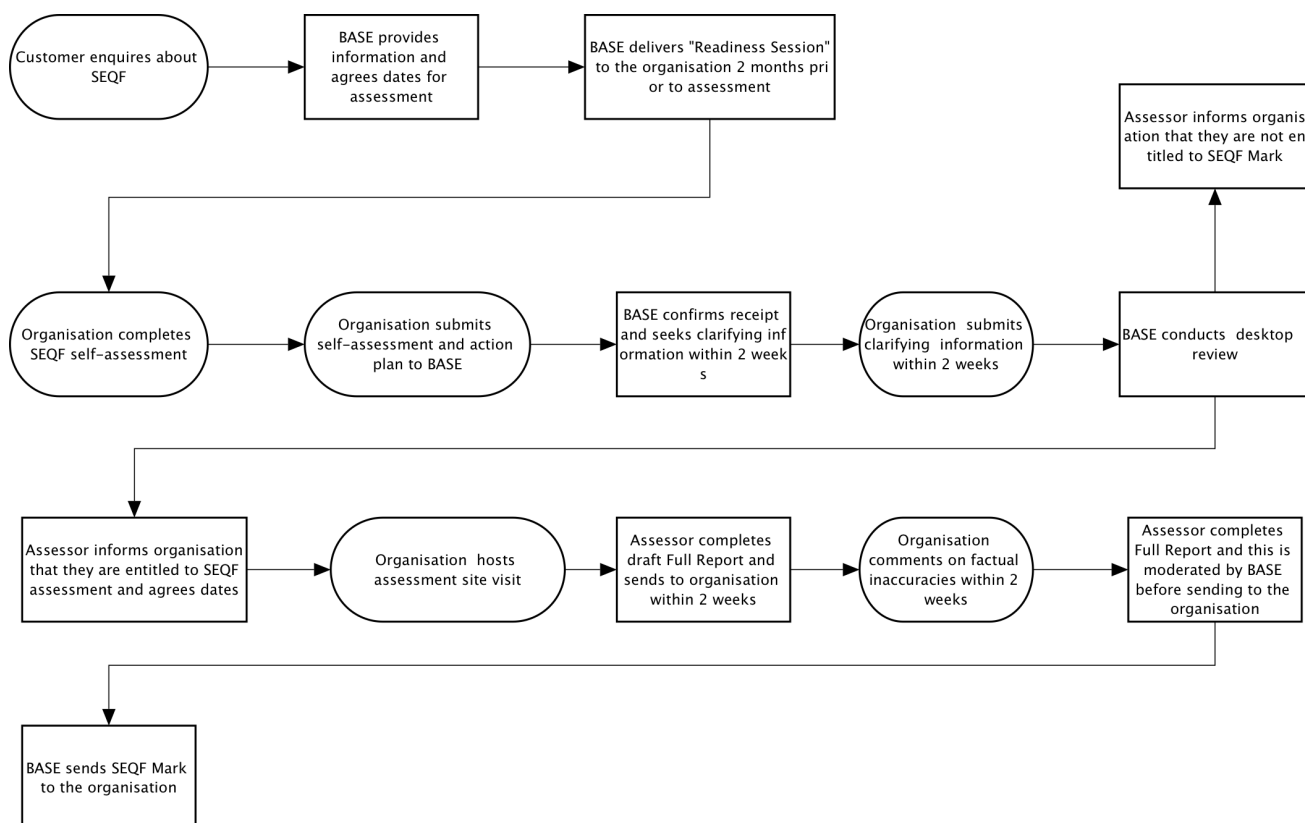 Customer enquires about
SEQF
BASE provides
information and
agrees dates for
assessment
BASE delivers "Readiness Session"
to the organisation 2 months pri
or to assessment
Assessor informs organis
ation that they are not en
titled to SEQF Mark
Organisation completes
SEQF self-assessment
Organisation submits
self-assessment and action
plan to BASE
BASE confirms receipt
and seeks clarifying inf
ormation within 2 week
s
Organisation submits
clarifying information
within 2 weeks
BASE conducts desktop
review
Assessor informs organisation
that they are entitled to SEQF
assessment and agrees dates
Organisation hosts
assessment site visit
Assessor completes
draft Full Report and
sends to organisation
within 2 weeks
Organisation
comments on factual
inaccuracies within 2
weeks
Assessor completes
Full Report and this is
moderated by BASE
before sending to the
organisation
BASE sends SEQF Mark
to the organisation